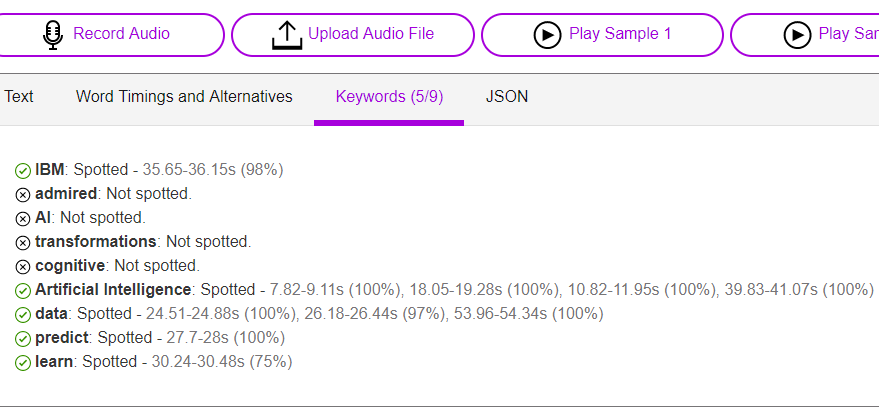 Record Audio Upload Audio File Play Sample 1 Play Sa
Text Word Timings and Alternatives Keywords (5/9) JSON
IBM: Spotted - 35.65-36.15s (98%)
admired: Not spotted.
AI: Not spotted.
transformations: Not spotted.
cognitive: Not spotted.
Artificial Intelligence: Spotted - 7.82-9.11s (100%), 18.05-19.28s (100%), 10.82-11.95s (100%), 39.83-41.07s (100%)
data: Spotted - 24.51-24.88s (100%), 26.18-26.44s (97%), 53.96-54.34s (100%)
predict: Spotted - 27.7-28s (100%)
learn: Spotted - 30.24-30.48s (75%)